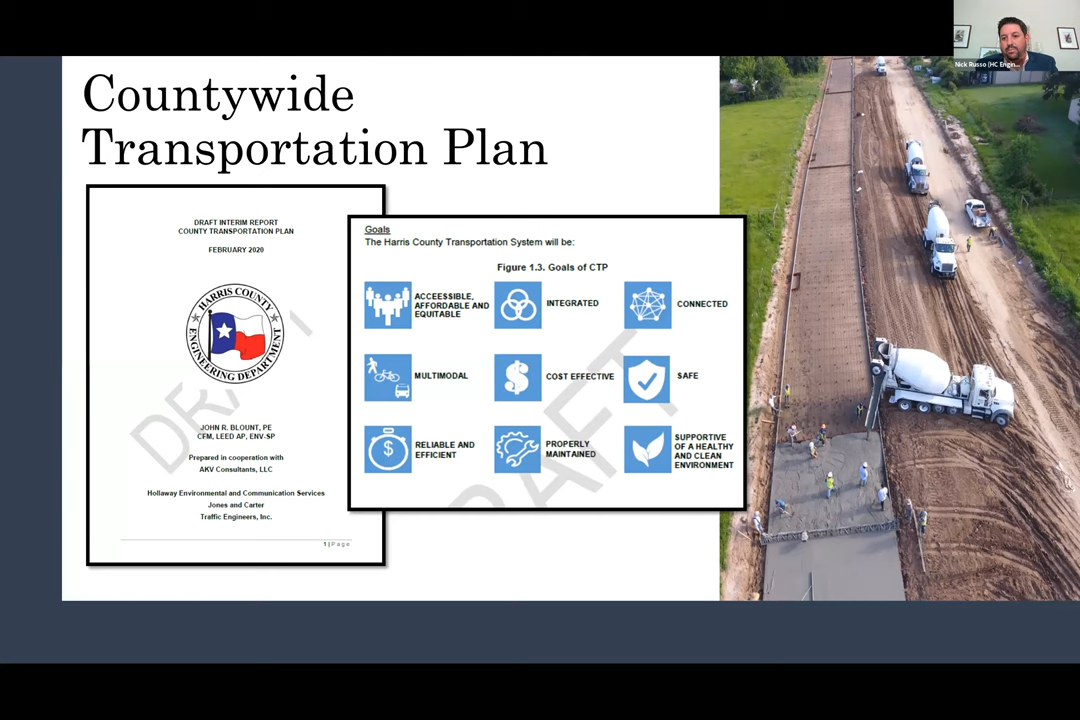 Nick Russo (HC Engin...
Countywide
Transportation Plan
DRAFT INTERIM REPORT
COUNTY TRANSPORTATION PLAN
FEBRUARY 2020
HARRIS COUNTY
ENGINEERING DEPARTMENT
JOHN R. BLOUNT, PE
CFM, LEED AP, ENV-SP
Prepared in cooperation with
AKV Consultants, LLC
Hollaway Environmental and Communication Services
Jones and Carter
Traffic Engineers, Inc.
1 | Page
Goals
The Harris County Transportation System will be:
Figure 1.3. Goals of CTP
ACCEESSIBLE,
AFFORDABLE AND
EQUITABLE
INTEGRATED
CONNECTED
MULTIMODAL
COST EFFECTIVE
SAFE
RELIABLE AND
EFFICIENT
PROPERLY
MAINTAINED
SUPPORTIVE
OF A HEALTHY
AND CLEAN
ENVIRONMENT
DRAFT